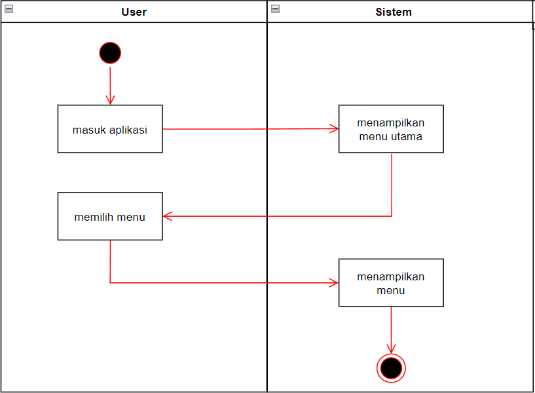 User
Sistem
masuk aplikasi
menampilkan
menu utama
memilih menu
menampilkan
menu